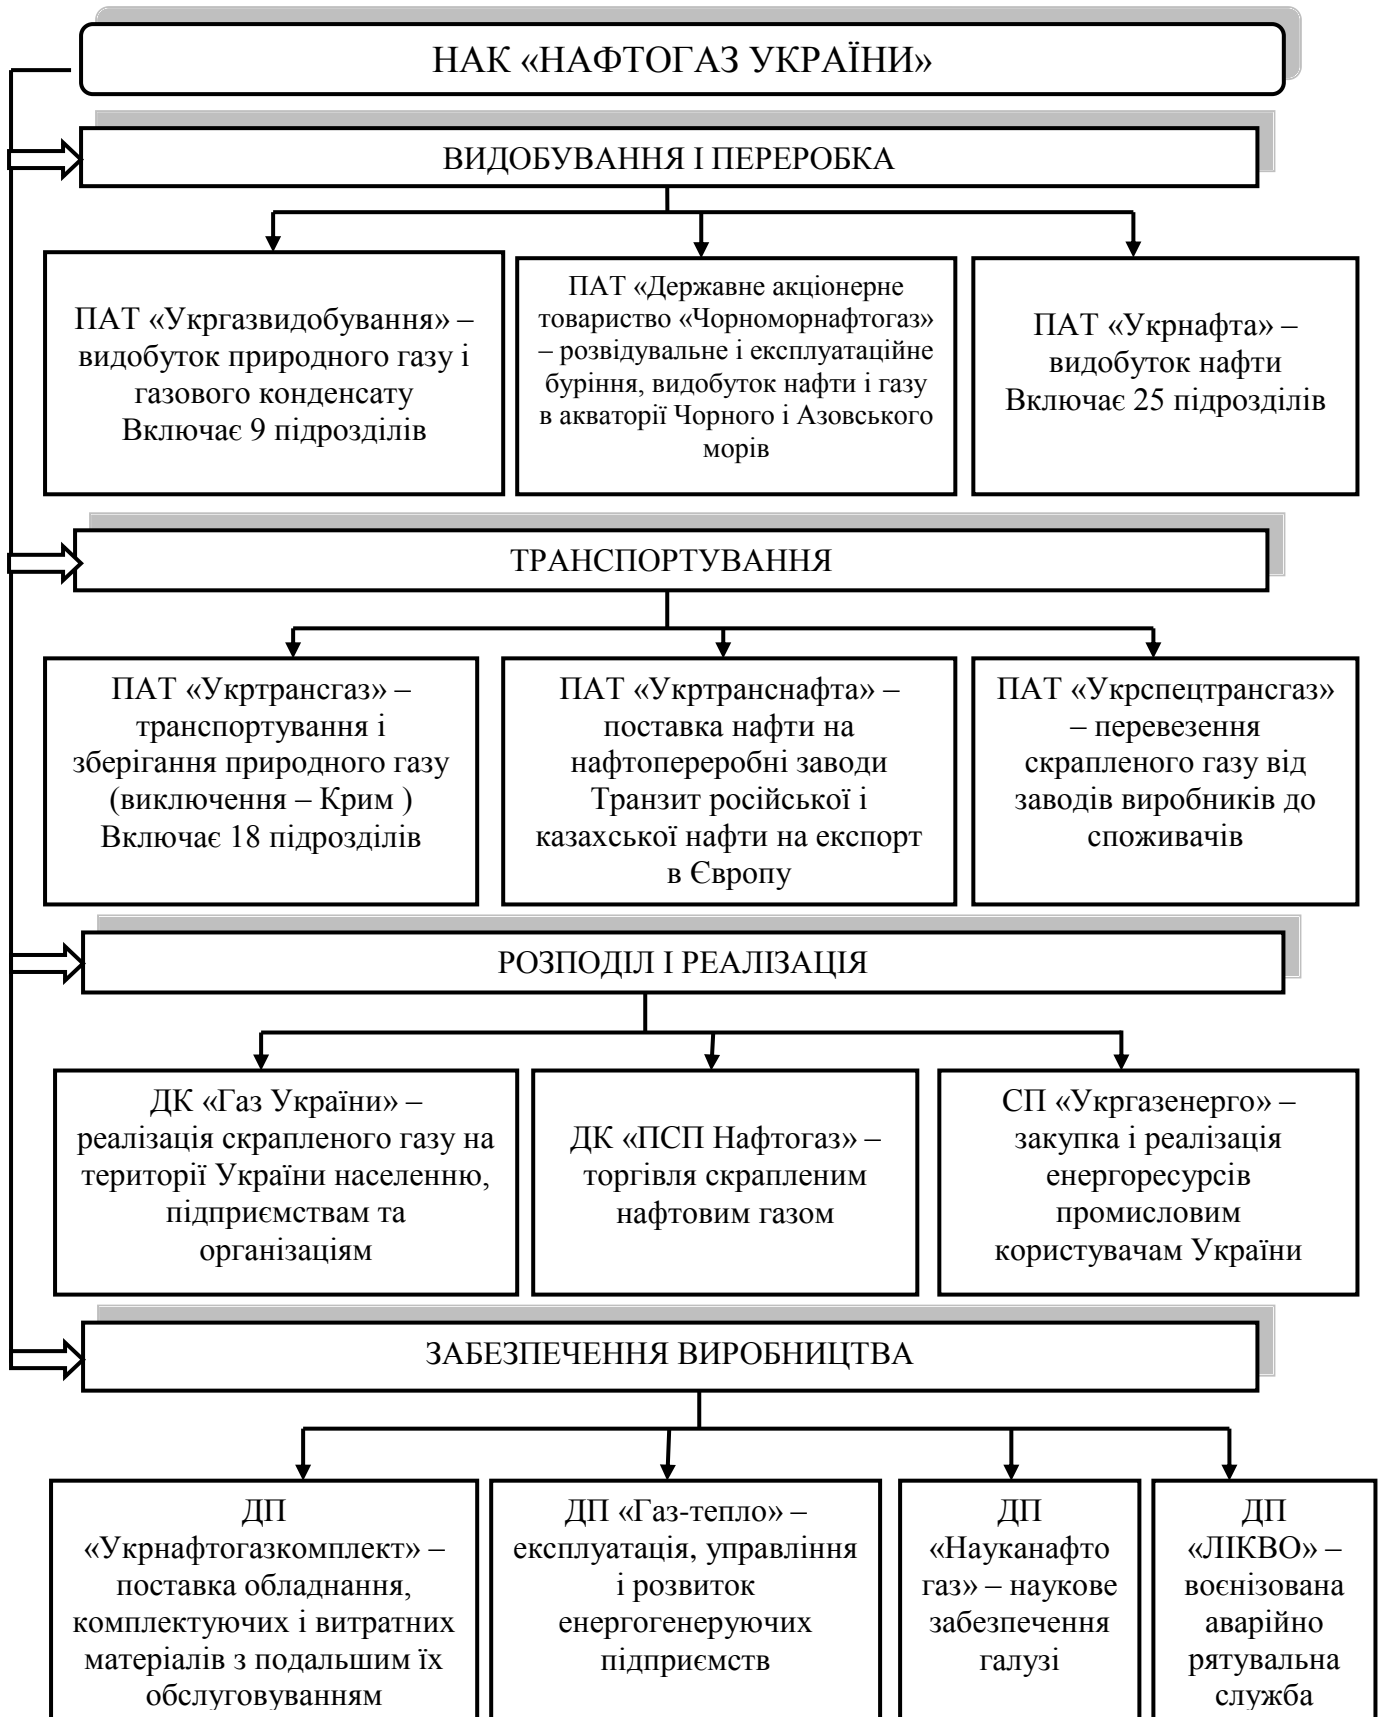 НАК «НАФТОГАЗ УКРАЇНИ»
ВИДОБУВАННЯ І ПЕРЕРОБКА
ПАТ «Укргазвидобування» –
видобуток природного газу і
газового конденсату
Включає 9 підрозділів
ПАТ «Державне акціонерне
товариство «Чорноморнафтогаз»
– розвідувальне і експлуатаційне
буріння, видобуток нафти і газу
в акваторії Чорного і Азовського
морів
ПАТ «Укрнафта» –
видобуток нафти
Включає 25 підрозділів
ТРАНСПОРТУВАННЯ
ПАТ «Укртрансгаз» –
транспортування і
зберігання природного газу
(виключення – Крим )
Включає 18 підрозділів
ПАТ «Укртранснафта» –
поставка нафти на
нафтопереробні заводи
Транзит російської і
казахської нафти на експорт
в Європу
ПАТ «Укрспецтрансгаз»
– перевезення
скрапленого газу від
заводів виробників до
споживачів
РОЗПОДІЛ І РЕАЛІЗАЦІЯ
ДК «Газ України» –
реалізація скрапленого газу на
території України населенню,
підприємствам та
організаціям
ДК «ПСП Нафтогаз» –
торгівля скрапленим
нафтовим газом
СП «Укргазенерго» –
закупка і реалізація
енергоресурсів
промисловим
користувачам України
ЗАБЕЗПЕЧЕННЯ ВИРОБНИЦТВА
ДП
«Укрнафтогазкомплект» –
поставка обладнання,
комплектуючих і витратних
матеріалів з подальшим їх
обслуговуванням
ДП «Газ-тепло» –
експлуатація, управління
і розвиток
енергогенеруючих
підприємств
ДП
«Науканафто
газ» – наукове
забезпечення
галузі
ДП
«ЛІКВО» –
воєнізована
аварійно
рятувальна
служба